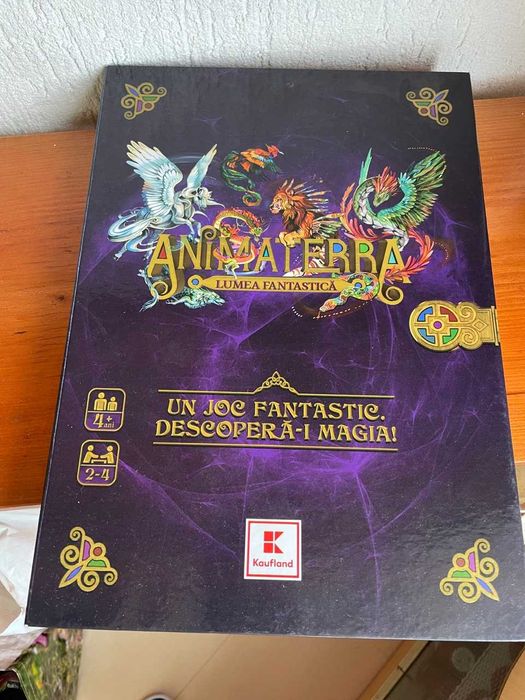 ANIMATERRA
LUMEA FANTASTICĂ
UN JOC FANTASTIC.
DESCOPERĂ-I MAGIA!
4+
ani
2-4
K
Kaufland